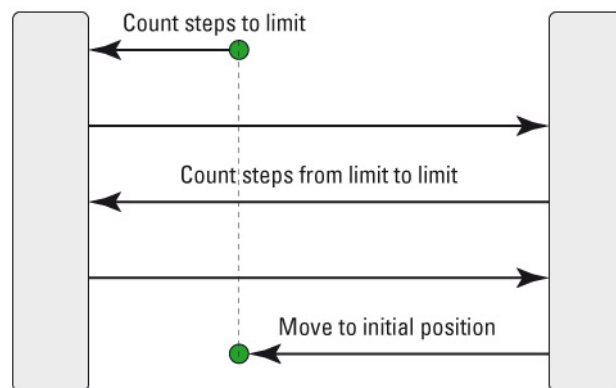 Count steps to limit
Count steps from limit to limit
Move to initial position